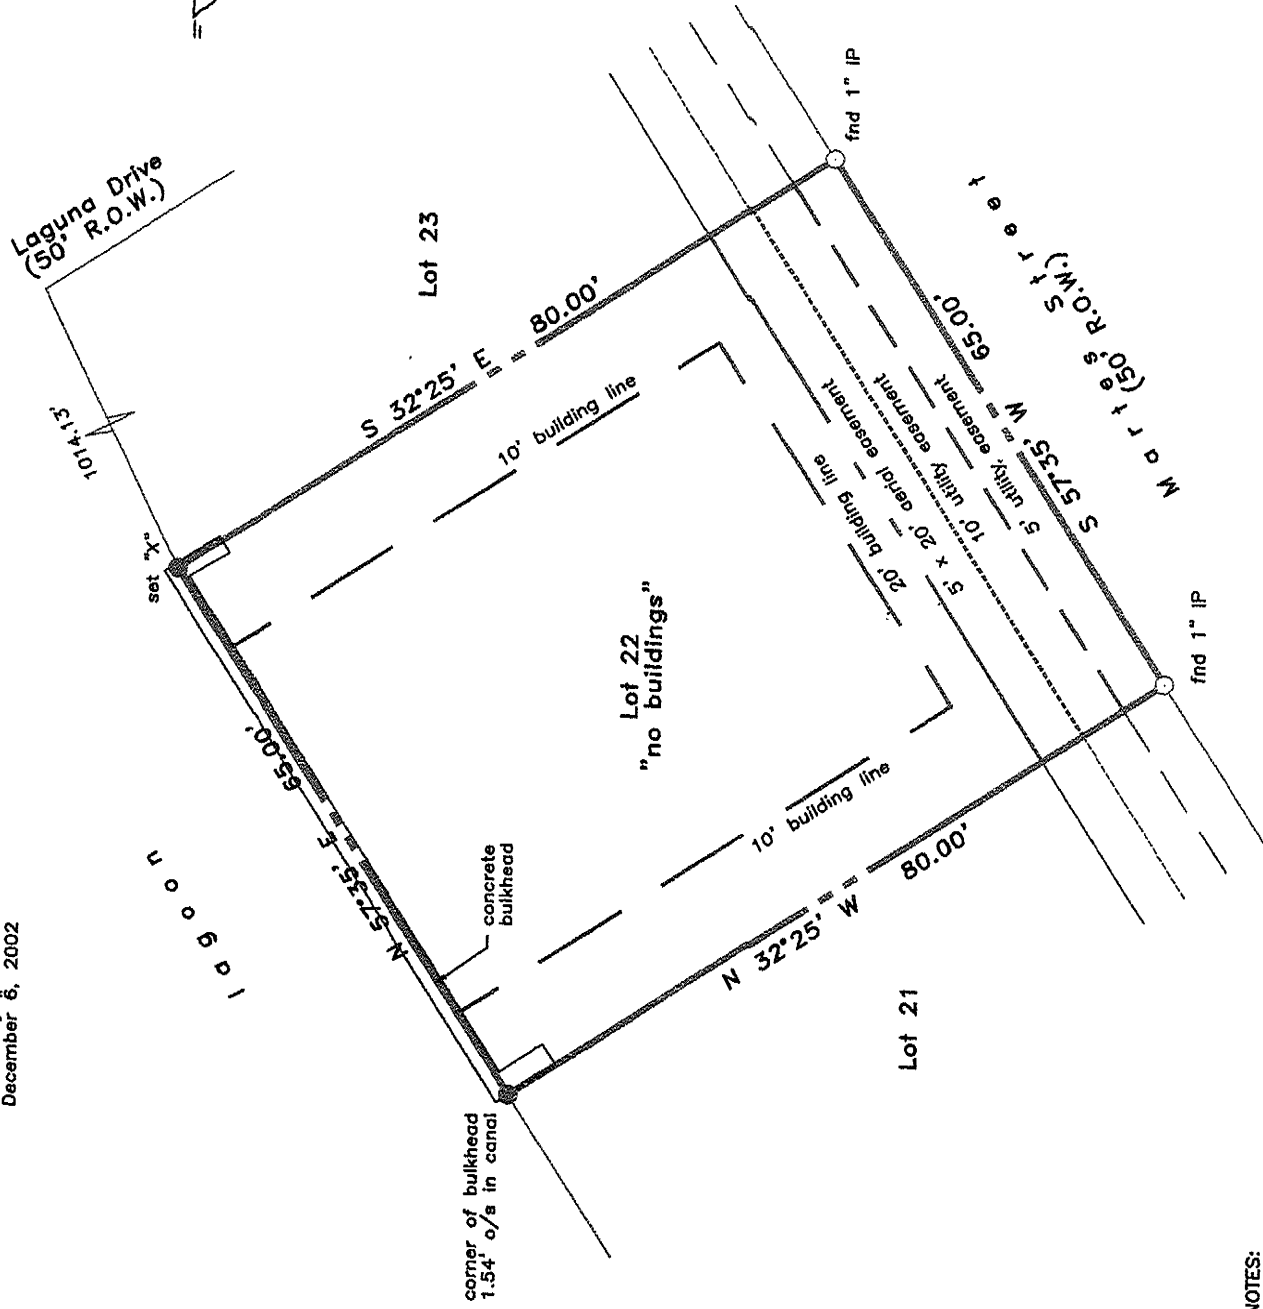 December 6, 2002
Laguna Drive
(50' R.O.W.)
1014.13'
set "X"
Lot 23
S 32°25' E 80.00'
10' building line
lagoon
N 57°35' E 65.00'
concrete
bulkhead
corner of bulkhead
1.54' o/s in canal
Lot 22
"no buildings"
10' building line
N 32°25' W 80.00'
Lot 21
20' building line
5' x 20' aerial easement
10' utility easement
5' utility easement
S 57°35' W 65.00'
fnd 1" IP
fnd 1" IP
Martes Street
(50' R.O.W.)
NOTES: